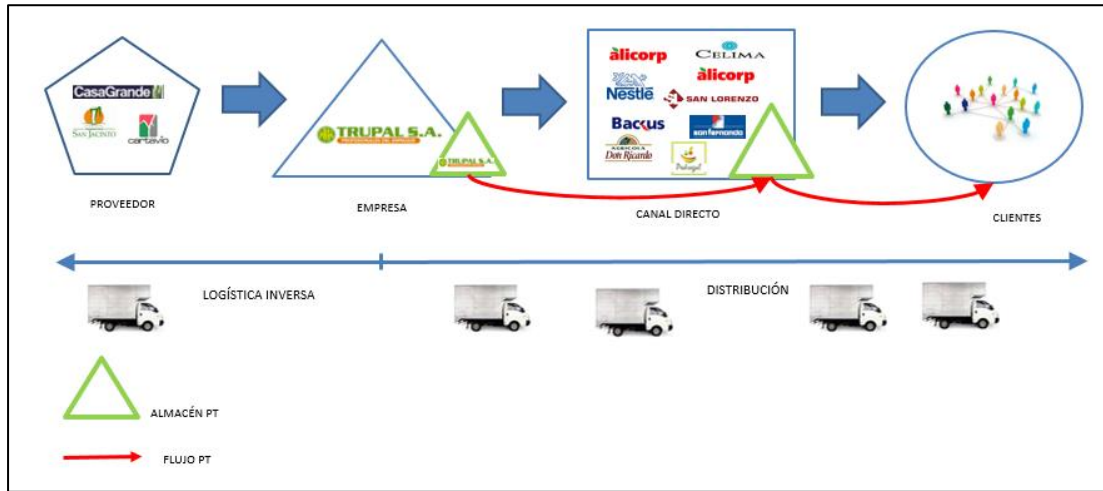 CasaGrande
SAN JACINTO
cartavio
TRUPAL S.A.
TRUPAL S.A.
alicorp
CELIMA
alicorp
Nestlé
SAN LORENZO
Backus
san fernando
AGRÍCOLA
Don Ricardo
PROVEEDOR
EMPRESA
CANAL DIRECTO
CLIENTES
LOGÍSTICA INVERSA
DISTRIBUCIÓN
ALMACÉN PT
FLUJO PT